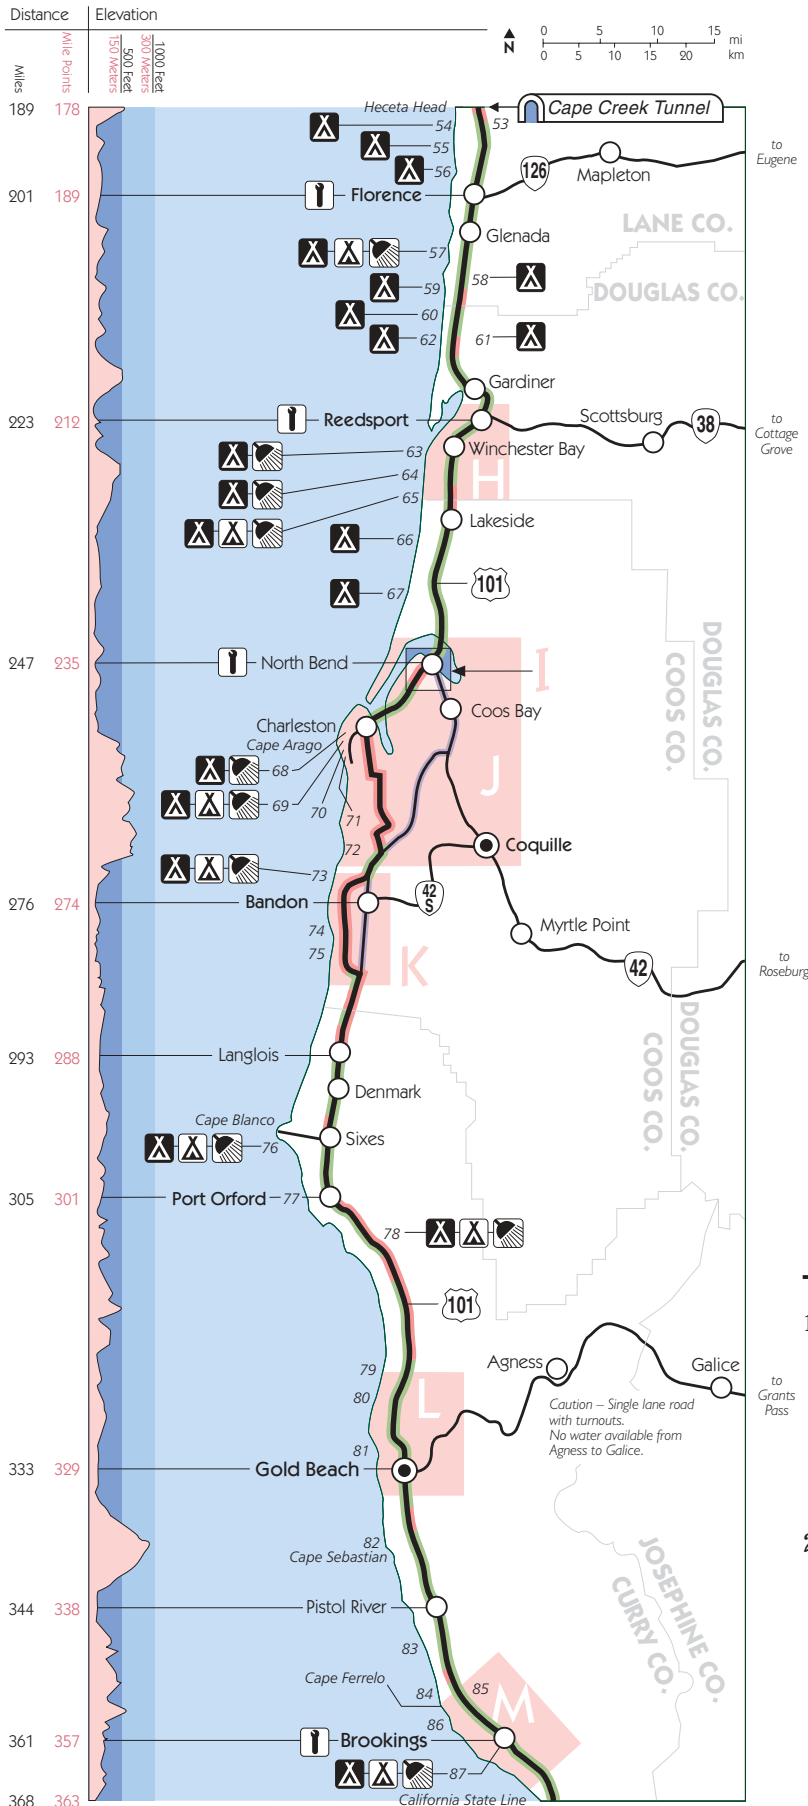 Distance Elevation
Miles
Mile Points
150 Meters
500 Feet
300 Meters
1000 Feet
N
0 5 10 15 mi
0 5 10 15 20 km
189 178 Heceta Head 53 Cape Creek Tunnel
54
55
56
126
Mapleton
to
Eugene
201 189 Florence
Glenada
LANE CO.
57
58
DOUGLAS CO.
59
60
61
62
Gardiner
223 212 Reedsport
Scottsburg
38
to
Cottage
Grove
63
Winchester Bay
H
64
65
Lakeside
66
101
67
247 235 North Bend
I
DOUGLAS CO.
COOS CO.
Coos Bay
Charleston
Cape Arago
68
69
70
71
72
J
Coquille
73
276 274 Bandon
42
S
74
75
K
Myrtle Point
42
to
Roseburg
293 288 Langlois
Denmark
DOUGLAS CO.
COOS CO.
Cape Blanco
76
Sixes
305 301 Port Orford 77
78
101
79
80
L
Agness
Galice
to
Grants
Pass
Caution – Single lane road
with turnouts.
No water available from
Agness to Galice.
81
333 329 Gold Beach
82
Cape Sebastian
JOSEPHINE CO.
CURRY CO.
344 338 Pistol River
83
Cape Ferrelo
84
85
86
M
361 357 Brookings
87
368 363 California State Line
1
2